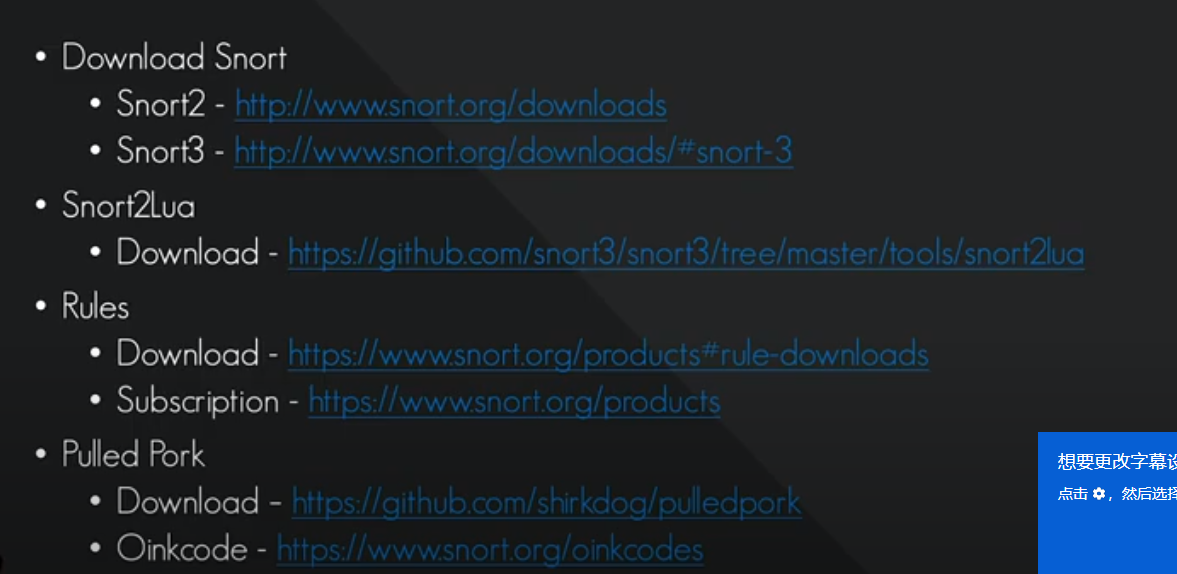 • Download Snort
• Snort2 - http://www.snort.org/downloads
• Snort3 - http://www.snort.org/downloads/#snort-3
• Snort2Lua
• Download - https://github.com/snort3/snort3/tree/master/tools/snort2lua
• Rules
• Download - https://www.snort.org/products#rule-downloads
• Subscription - https://www.snort.org/products
• Pulled Pork
• Download – https://github.com/shirkdog/pulledpork
• Oinkcode - https://www.snort.org/oinkcodes
想要更改字幕设
点击 ，然后选择